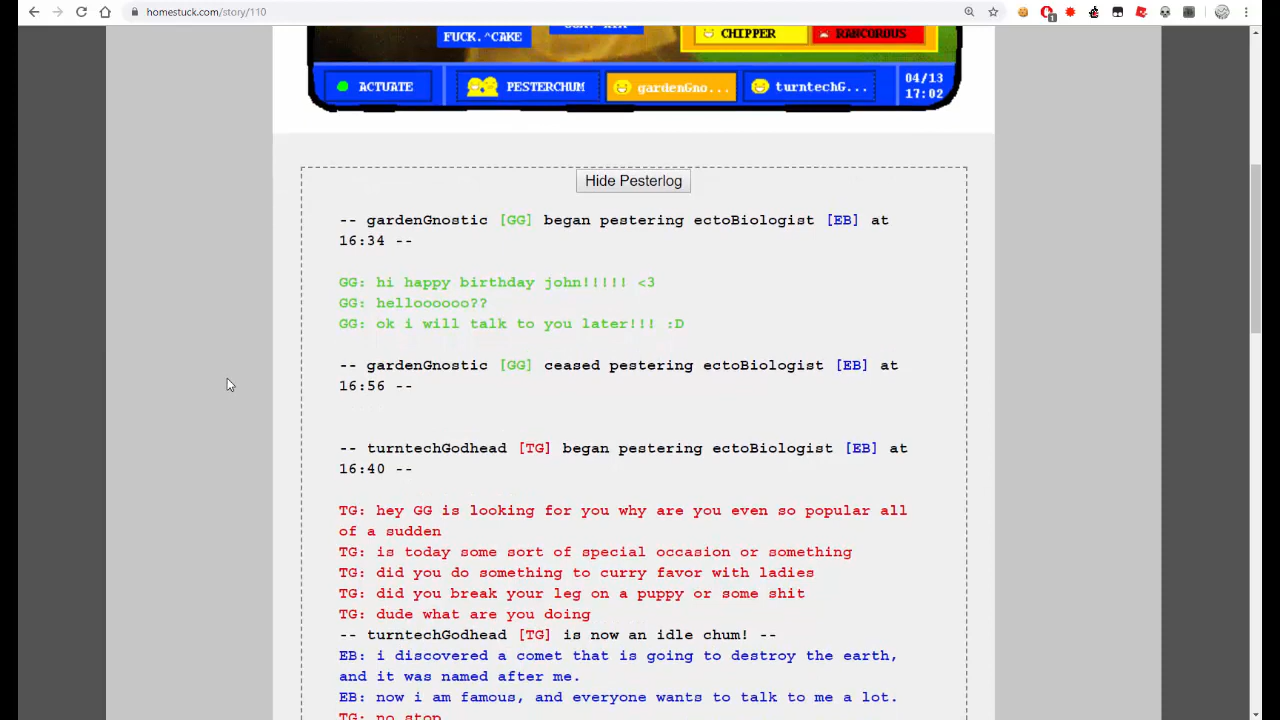 homestuck.com/story/110
1
FUCK.^CAKE
CHIPPER
RANCOROUS
ACTUATE
PESTERCHUM
gardenGno...
turntechG...
04/13
17:02
Hide Pesterlog
-- gardenGnostic [GG] began pestering ectoBiologist [EB] at
16:34 --
GG: hi happy birthday john!!!!! <3
GG: helloooooo??
GG: ok i will talk to you later!!! :D
-- gardenGnostic [GG] ceased pestering ectoBiologist [EB] at
16:56 --
-- turntechGodhead [TG] began pestering ectoBiologist [EB] at
16:40 --
TG: hey GG is looking for you why are you even so popular all
of a sudden
TG: is today some sort of special occasion or something
TG: did you do something to curry favor with ladies
TG: did you break your leg on a puppy or some shit
TG: dude what are you doing
-- turntechGodhead [TG] is now an idle chum! --
EB: i discovered a comet that is going to destroy the earth,
and it was named after me.
EB: now i am famous, and everyone wants to talk to me a lot.
TG: no stop